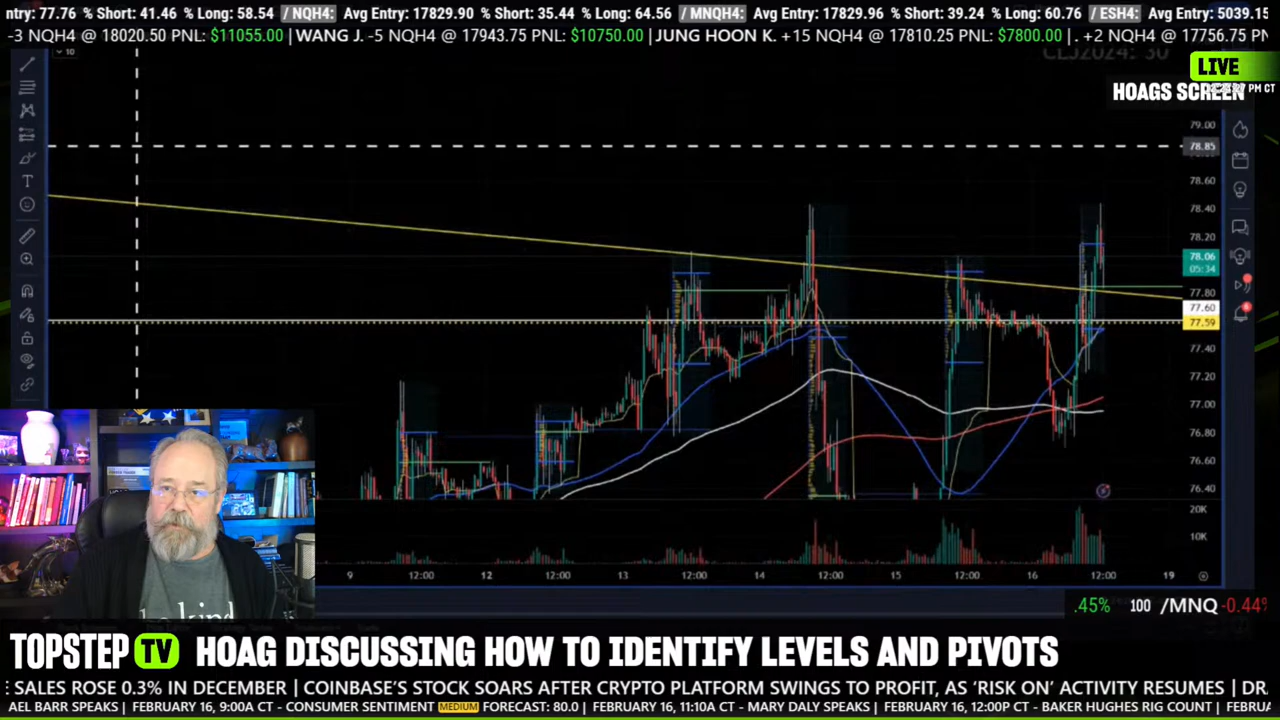 ntry: 77.76 % Short: 41.46 % Long: 58.54 / NQH4: Avg Entry: 17829.90 % Short: 35.44 % Long: 64.56 / MNQH4: Avg Entry: 17829.96 % Short: 39.24 % Long: 60.76 / ESH4: Avg Entry: 5039.15
-3 NQH4 @ 18020.50 PNL: $11055.00 | WANG J. -5 NQH4 @ 17943.75 PNL: $10750.00 | JUNG HOON K. +15 NQH4 @ 17810.25 PNL: $7800.00 | . +2 NQH4 @ 17756.75 PN
10
CLJ2024: 30
LIVE
PM CT
HOAGS SCREEN
79.00
78.85
78.60
78.40
78.20
78.06
05:34
77.80
77.60
77.59
77.40
77.20
77.00
76.80
76.60
76.40
20K
10K
9 12:00 12 12:00 13 12:00 14 12:00 15 12:00 16 12:00 19
.45% 100 /MNQ -0.44%
TOPSTEP TV HOAG DISCUSSING HOW TO IDENTIFY LEVELS AND PIVOTS
SALES ROSE 0.3% IN DECEMBER | COINBASE'S STOCK SOARS AFTER CRYPTO PLATFORM SWINGS TO PROFIT, AS 'RISK ON' ACTIVITY RESUMES |
AEL BARR SPEAKS | FEBRUARY 16, 9:00A CT - CONSUMER SENTIMENT MEDIUM FORECAST: 80.0 | FEBRUARY 16, 11:10A CT - MARY DALY SPEAKS | FEBRUARY 16, 12:00P CT - BAKER HUGHES RIG COUNT | FEBRUA